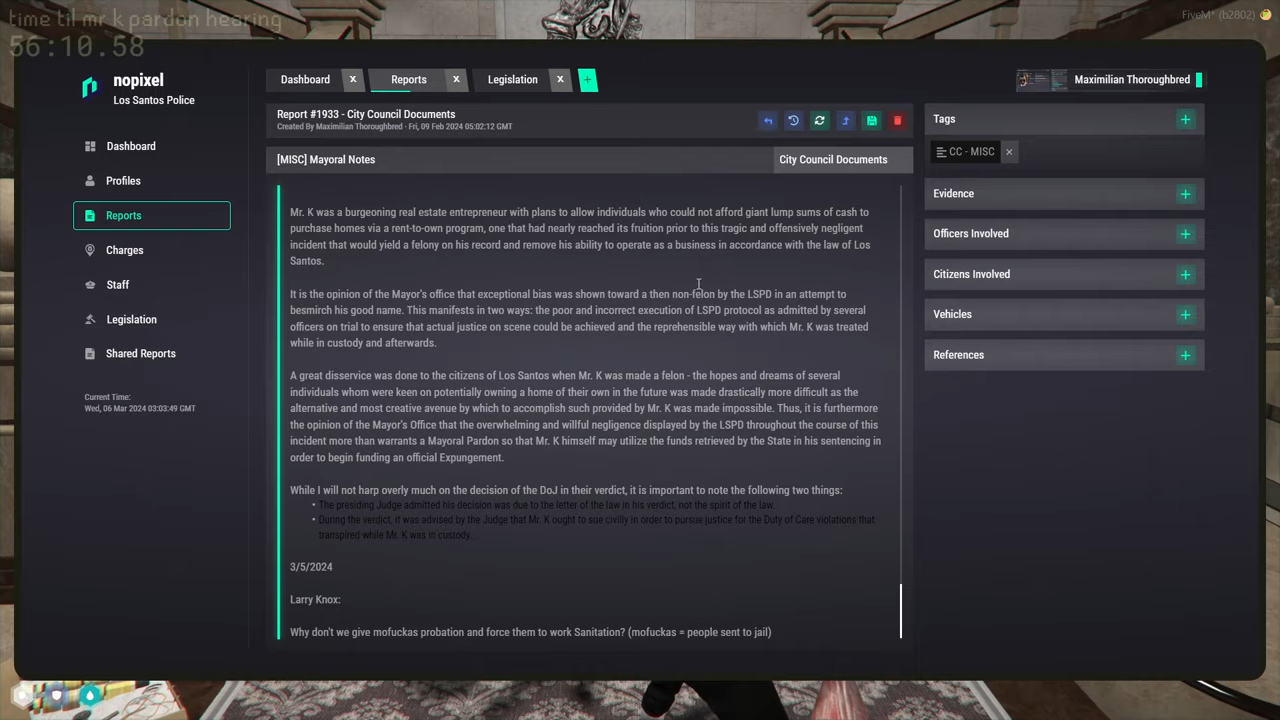 time til mr k pardon hearing
56:10.58
FiveM* (b2802)
nopixel
Los Santos Police
Dashboard
Profiles
Reports
Charges
Staff
Legislation
Shared Reports
Current Time:
Wed, 06 Mar 2024 03:03:49 GMT
Dashboard x
Reports x
Legislation x
+
Maximilian Thoroughbred
Report #1933 - City Council Documents
Created By Maximilian Thoroughbred · Fri, 09 Feb 2024 05:02:12 GMT
[MISC] Mayoral Notes
City Council Documents
Mr. K was a burgeoning real estate entrepreneur with plans to allow individuals who could not afford giant lump sums of cash to
purchase homes via a rent-to-own program, one that had nearly reached its fruition prior to this tragic and offensively negligent
incident that would yield a felony on his record and remove his ability to operate as a business in accordance with the law of Los
Santos.
It is the opinion of the Mayor's office that exceptional bias was shown toward a then non-felon by the LSPD in an attempt to
besmirch his good name. This manifests in two ways: the poor and incorrect execution of LSPD protocol as admitted by several
officers on trial to ensure that actual justice on scene could be achieved and the reprehensible way with which Mr. K was treated
while in custody and afterwards.
A great disservice was done to the citizens of Los Santos when Mr. K was made a felon - the hopes and dreams of several
individuals whom were keen on potentially owning a home of their own in the future was made drastically more difficult as the
alternative and most creative avenue by which to accomplish such provided by Mr. K was made impossible. Thus, it is furthermore
the opinion of the Mayor's Office that the overwhelming and willful negligence displayed by the LSPD throughout the course of this
incident more than warrants a Mayoral Pardon so that Mr. K himself may utilize the funds retrieved by the State in his sentencing in
order to begin funding an official Expungement.
While I will not harp overly much on the decision of the DoJ in their verdict, it is important to note the following two things:
• The presiding Judge admitted his decision was due to the letter of the law in his verdict, not the spirit of the law.
• During the verdict, it was advised by the Judge that Mr. K ought to sue civilly in order to pursue justice for the Duty of Care violations that
transpired while Mr. K was in custody.
3/5/2024
Larry Knox:
Why don't we give mofuckas probation and force them to work Sanitation? (mofuckas = people sent to jail)
Tags +
CC - MISC x
Evidence +
Officers Involved +
Citizens Involved +
Vehicles +
References +